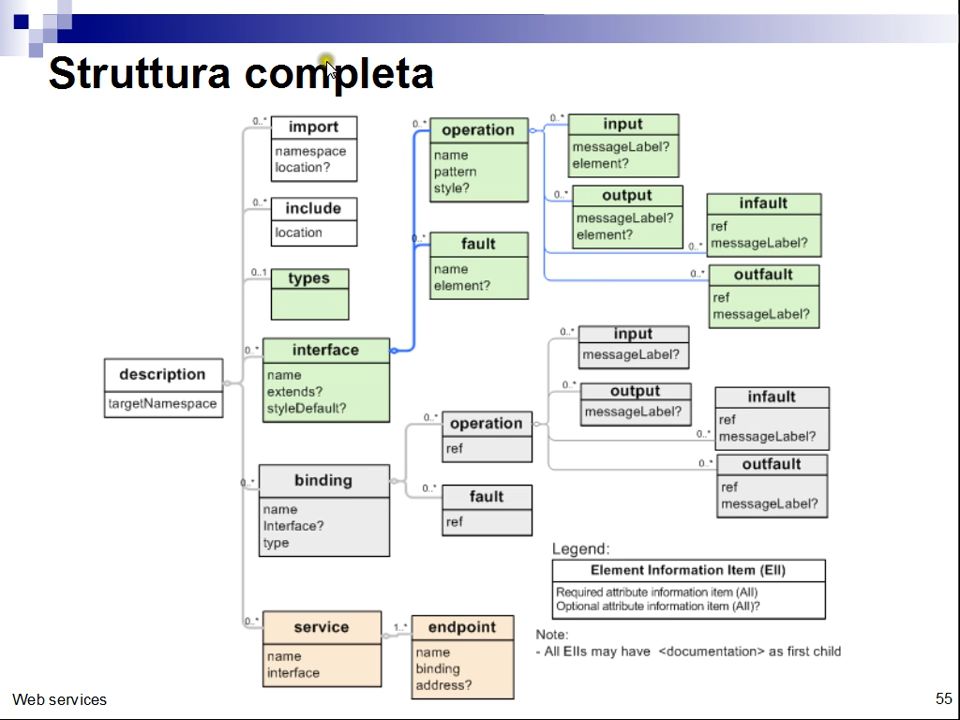 Struttura completa
0..*
import
namespace
location?
0..*
include
location
0..1
types
0..*
interface
name
extends?
styleDefault?
description
targetNamespace
0..*
binding
name
Interface?
type
0..*
service
name
interface
1..*
endpoint
name
binding
address?
0..*
operation
name
pattern
style?
0..*
fault
name
element?
0..*
input
messageLabel?
element?
0..*
output
messageLabel?
element?
0..*
infault
ref
messageLabel?
0..*
outfault
ref
messageLabel?
0..*
operation
ref
0..*
fault
ref
0..*
input
messageLabel?
0..*
output
messageLabel?
0..*
infault
ref
messageLabel?
0..*
outfault
ref
messageLabel?
Legend:
Element Information Item (EII)
Required attribute information item (AII)
Optional attribute information item (AII)?
Note:
- All EIIs may have <documentation> as first child
Web services
55